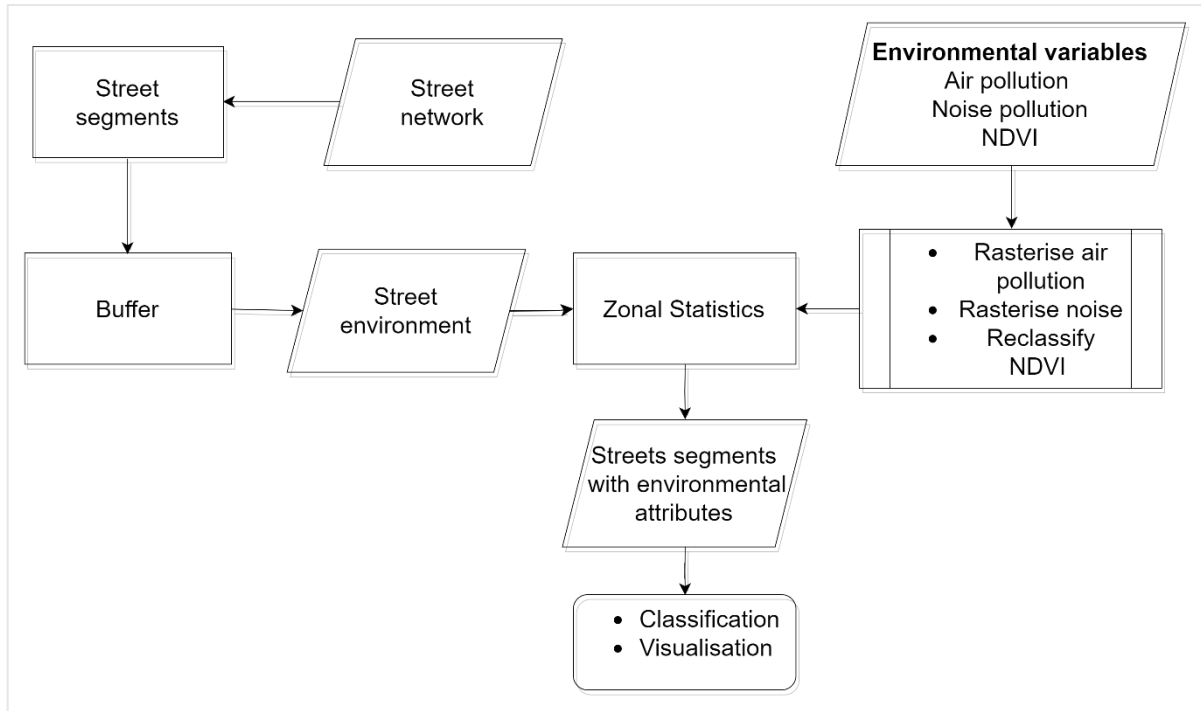 Street
segments
Street
network
Environmental variables
Air pollution
Noise pollution
NDVI
Buffer
Street
environment
Zonal Statistics
• Rasterise air
pollution
• Rasterise noise
• Reclassify
NDVI
Streets segments
with environmental
attributes
• Classification
• Visualisation